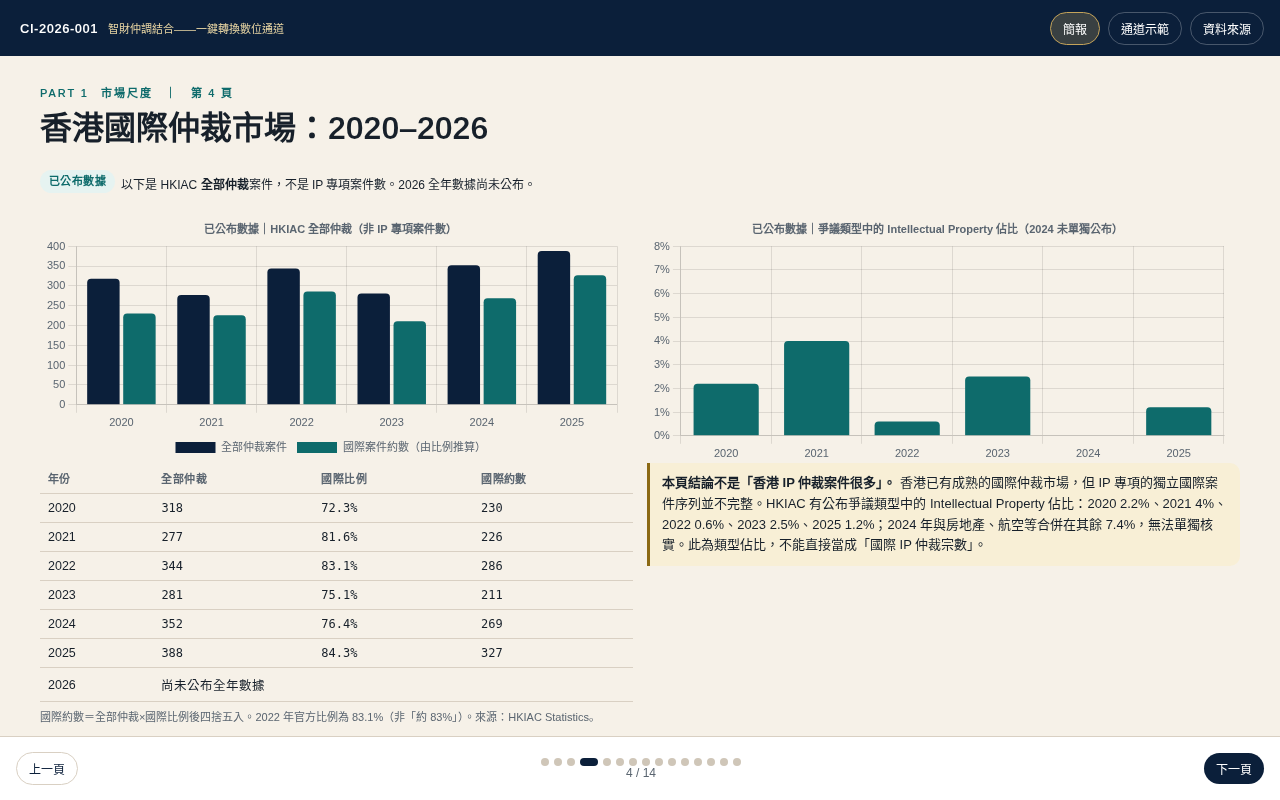 CI-2026-001 智財仲調結合——一鍵轉換數位通道
簡報 通道示範 資料來源
PART 1 市場尺度 ｜ 第 4 頁
香港國際仲裁市場：2020–2026
已公布數據 以下是 HKIAC 全部仲裁案件，不是 IP 專項案件數。2026 全年數據尚未公布。
已公布數據｜HKIAC 全部仲裁（非 IP 專項案件數）
400
350
300
250
200
150
100
50
0
2020 2021 2022 2023 2024 2025
全部仲裁案件 國際案件約數（由比例推算）
年份 全部仲裁 國際比例 國際約數
2020 318 72.3% 230
2021 277 81.6% 226
2022 344 83.1% 286
2023 281 75.1% 211
2024 352 76.4% 269
2025 388 84.3% 327
2026 尚未公布全年數據
國際約數＝全部仲裁×國際比例後四捨五入。2022 年官方比例為 83.1%（非「約 83%」）。來源：HKIAC Statistics。
已公布數據｜爭議類型中的 Intellectual Property 佔比（2024 未單獨公布）
8%
7%
6%
5%
4%
3%
2%
1%
0%
2020 2021 2022 2023 2024 2025
本頁結論不是「香港 IP 仲裁案件很多」。 香港已有成熟的國際仲裁市場，但 IP 專項的獨立國際案
件序列並不完整。HKIAC 有公布爭議類型中的 Intellectual Property 佔比：2020 2.2%、2021 4%、
2022 0.6%、2023 2.5%、2025 1.2%；2024 年與房地產、航空等合併在其餘 7.4%，無法單獨核
實。此為類型佔比，不能直接當成「國際 IP 仲裁宗數」。
上一頁
4 / 14
下一頁